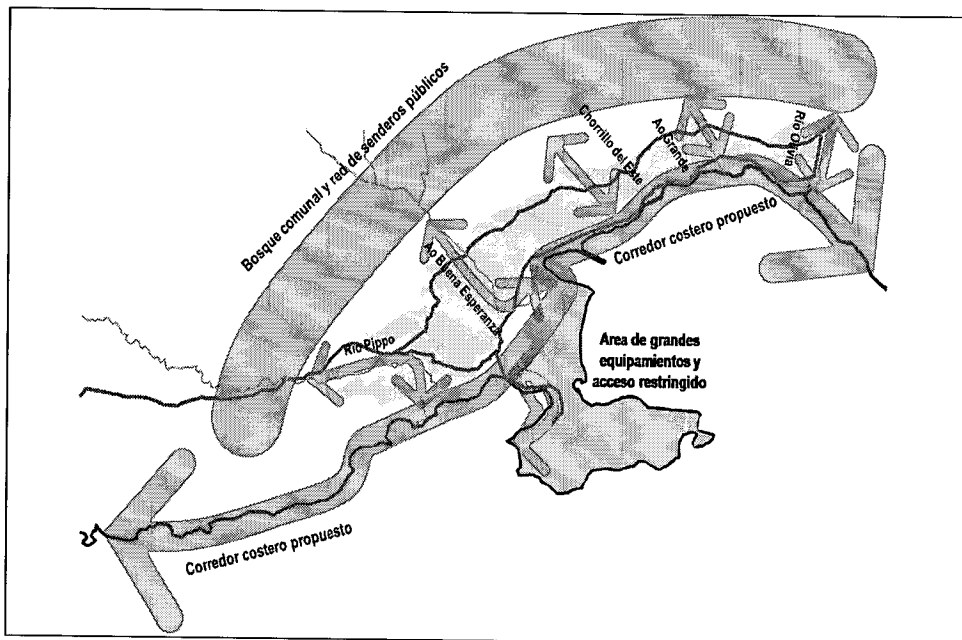 Bosque comunal y red de senderos públicos
Chorrillo del Este
Ao Grande
Río Olivia
Corredor costero propuesto
Ao Buena Esperanza
Río Pippo
Area de grandes
equipamientos y
acceso restringido
Corredor costero propuesto